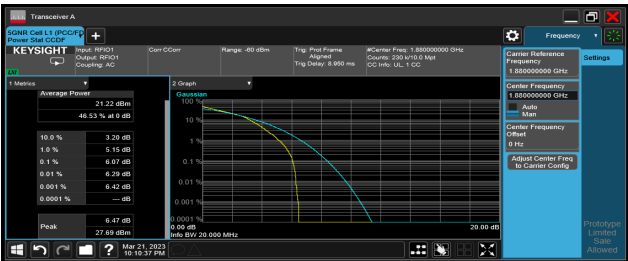 Transceiver A
5GNR Cell L1 (PCC/FD
Power Stat CCDF
Frequency
KEYSIGHT
Input: RFIO1
Output: RFIO1
Coupling: AC
Corr CCorr
Range: -60 dBm
Trig: Prot Frame
Aligned
Trig Delay: 8.050 ms
#Center Freq: 1.880000000 GHz
Counts: 230 k/10.0 Mpt
CC Info: UL, 1 CC
LNI
1 Metrics
Average Power
21.22 dBm
46.53 % at 0 dB
10.0 % 3.20 dB
1.0 % 5.15 dB
0.1 % 6.07 dB
0.01 % 6.29 dB
0.001 % 6.42 dB
0.0001 % --- dB
Peak
6.47 dB
27.69 dBm
2 Graph
Gaussian
100 %
10 %
1 %
0.1 %
0.01 %
0.001 %
0.0001 %
0.00 dB
20.00 dB
Info BW 20.000 MHz
Carrier Reference
Frequency
1.880000000 GHz
Center Frequency
1.880000000 GHz
Auto
Man
Center Frequency
Offset
0 Hz
Adjust Center Freq
to Carrier Config
Settings
Prototype
Limited
Sale
Allowed
Mar 21, 2023
10:10:37 PM